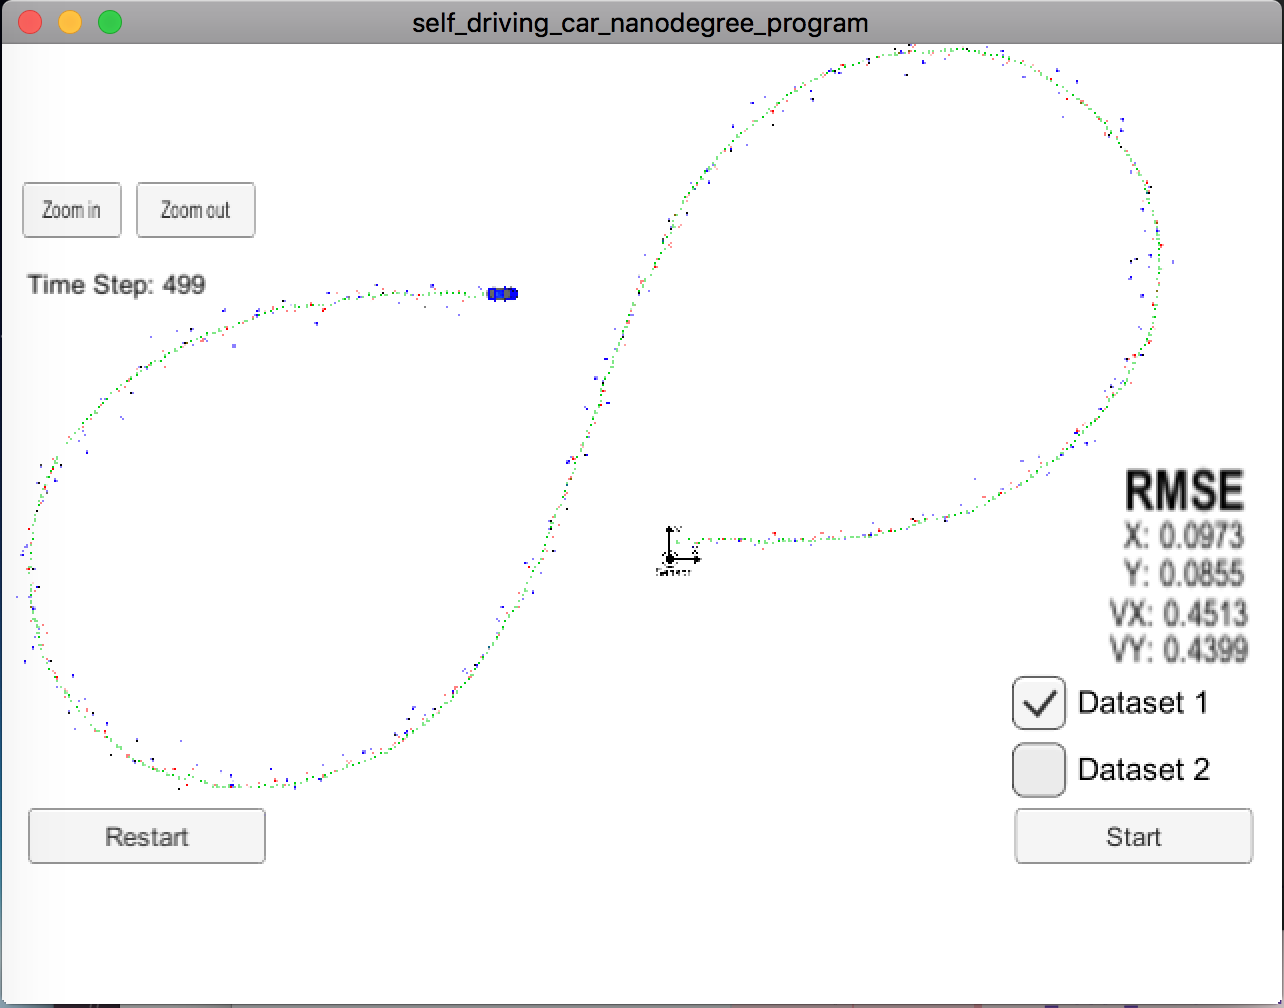 self_driving_car_nanodegree_program
Zoom in
Zoom out
Time Step: 499
RMSE
X: 0.0973
Y: 0.0855
VX: 0.4513
VY: 0.4399
Dataset 1
Dataset 2
Restart
Start